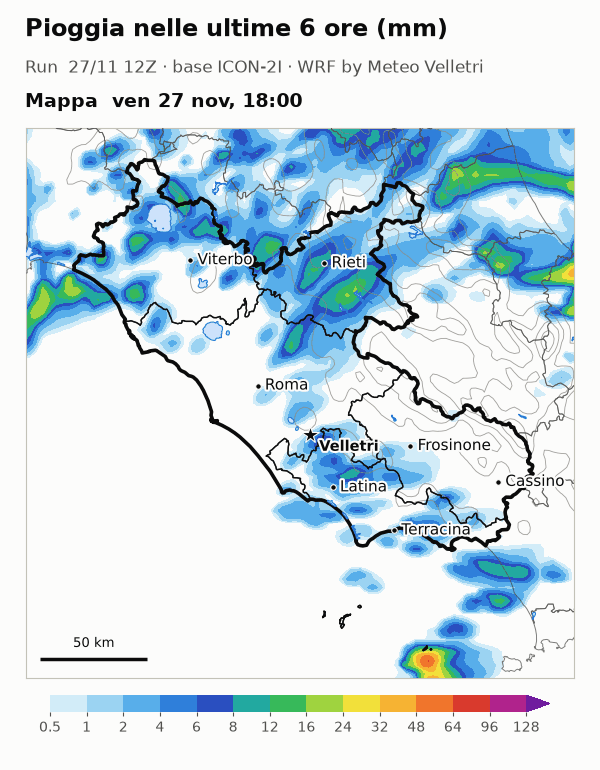 Pioggia nelle ultime 6 ore (mm)
Run  27/11 12Z · base ICON-2I · WRF by Meteo Velletri
Mappa  ven 27 nov, 18:00
Viterbo
Rieti
Roma
Velletri
Frosinone
Latina
Cassino
Terracina
50 km
0.5 1 2 4 6 8 12 16 24 32 48 64 96 128